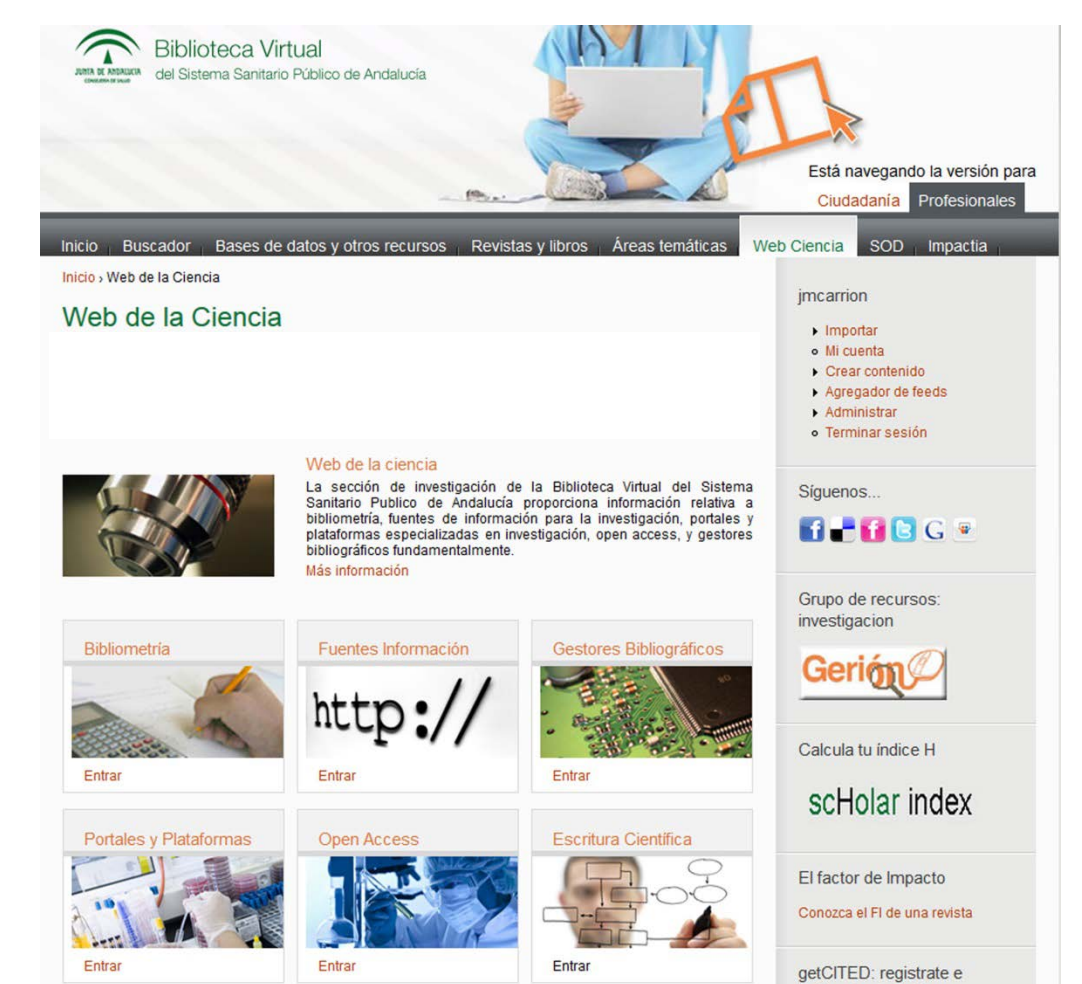 Biblioteca Virtual
del Sistema Sanitario Público de Andalucía
JUNTA DE ANDALUCIA
CONSEJERIA DE SALUD
Está navegando la versión para
Ciudadanía Profesionales
Inicio Buscador Bases de datos y otros recursos Revistas y libros Áreas temáticas Web Ciencia SOD Impactia
Inicio › Web de la Ciencia
Web de la Ciencia
Web de la ciencia
La sección de investigación de la Biblioteca Virtual del Sistema
Sanitario Publico de Andalucía proporciona información relativa a
bibliometría, fuentes de información para la investigación, portales y
plataformas especializadas en investigación, open access, y gestores
bibliográficos fundamentalmente.
Más información
Bibliometría
Entrar
Fuentes Información
http://
Entrar
Gestores Bibliográficos
Entrar
Portales y Plataformas
Entrar
Open Access
Entrar
Escritura Científica
Entrar
jmcarrion
Importar
Mi cuenta
Crear contenido
Agregador de feeds
Administrar
Terminar sesión
Síguenos...
Grupo de recursos:
investigacion
Gerión
Calcula tu índice H
scHolar index
El factor de Impacto
Conozca el FI de una revista
getCITED: registrate e